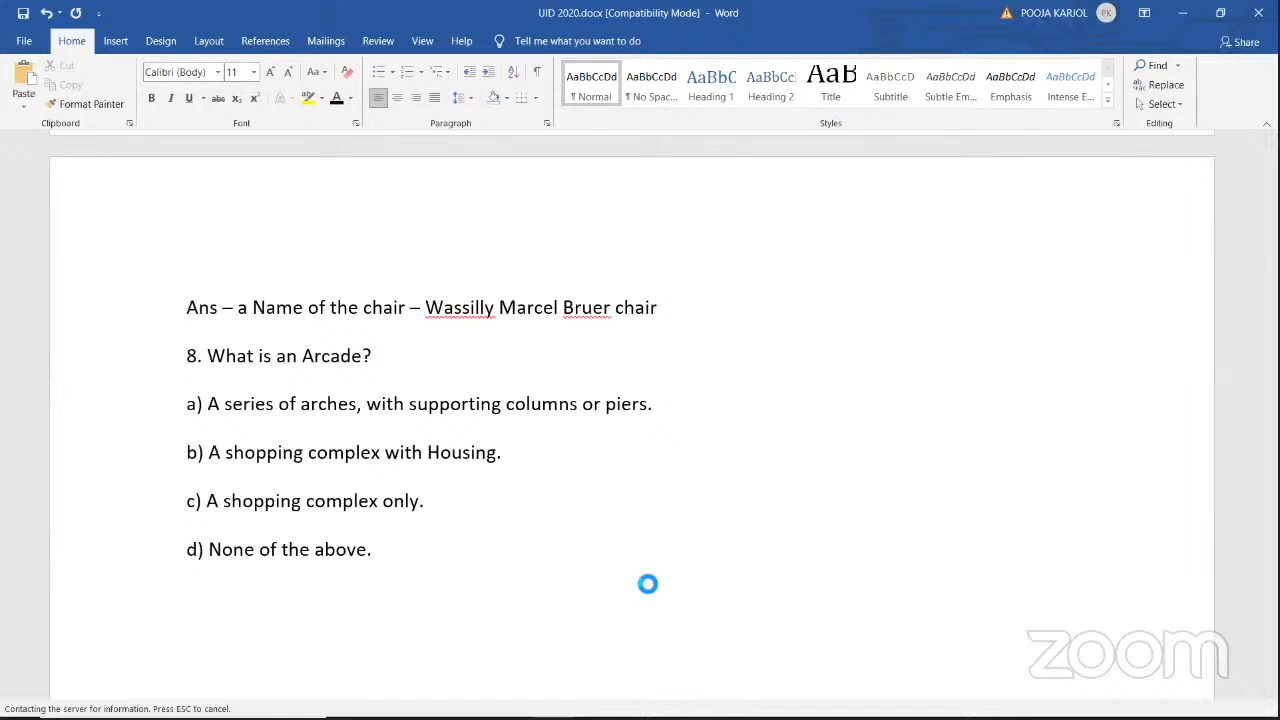 UID 2020.docx [Compatibility Mode] - Word
POOJA KARJOL PK
File Home Insert Design Layout References Mailings Review View Help Tell me what you want to do Share
Paste Cut Copy Format Painter
Clipboard
Calibri (Body) 11 A A Aa A
B I U abc X2 X2 A A
Font
Paragraph
AaBbCcDd ¶ Normal
AaBbCcDd ¶ No Spac...
AaBbC Heading 1
AaBbCc Heading 2
AaB Title
AaBbCcD Subtitle
AaBbCcDd Subtle Em...
AaBbCcDd Emphasis
AaBbCcDd Intense E...
Styles
Find
Replace
Select
Editing
Ans – a Name of the chair – Wassilly Marcel Bruer chair
8. What is an Arcade?
a) A series of arches, with supporting columns or piers.
b) A shopping complex with Housing.
c) A shopping complex only.
d) None of the above.
zoom
Contacting the server for information. Press ESC to cancel.